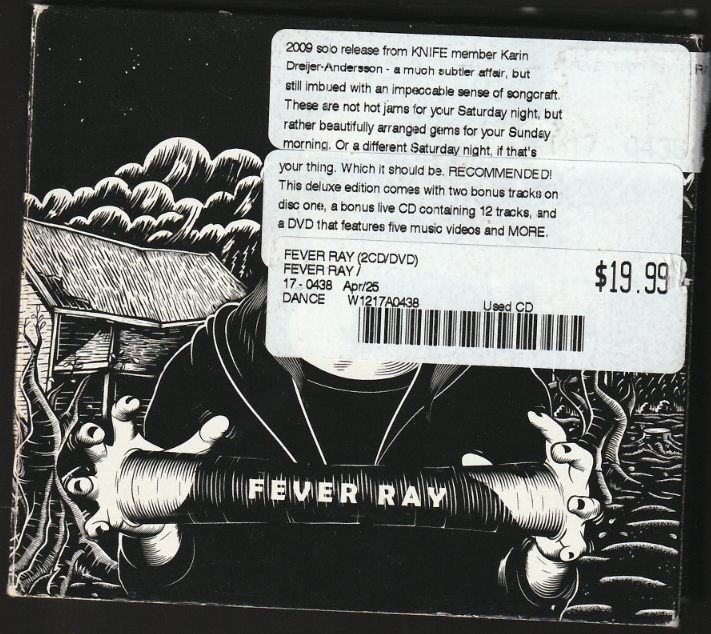 2009 solo release from KNIFE member Karin
Dreijer-Andersson - a much subtler affair, but
still imbued with an impeccable sense of songcraft.
These are not hot jams for your Saturday night, but
rather beautifully arranged gems for your Sunday
morning. Or a different Saturday night, if that's
your thing. Which it should be. RECOMMENDED!
This deluxe edition comes with two bonus tracks on
disc one, a bonus live CD containing 12 tracks, and
a DVD that features five music videos and MORE.
FEVER RAY (2CD/DVD)
FEVER RAY /
$19.99
17 - 0438 Apr/25
DANCE W1217A0438 Used CD
FEVER RAY